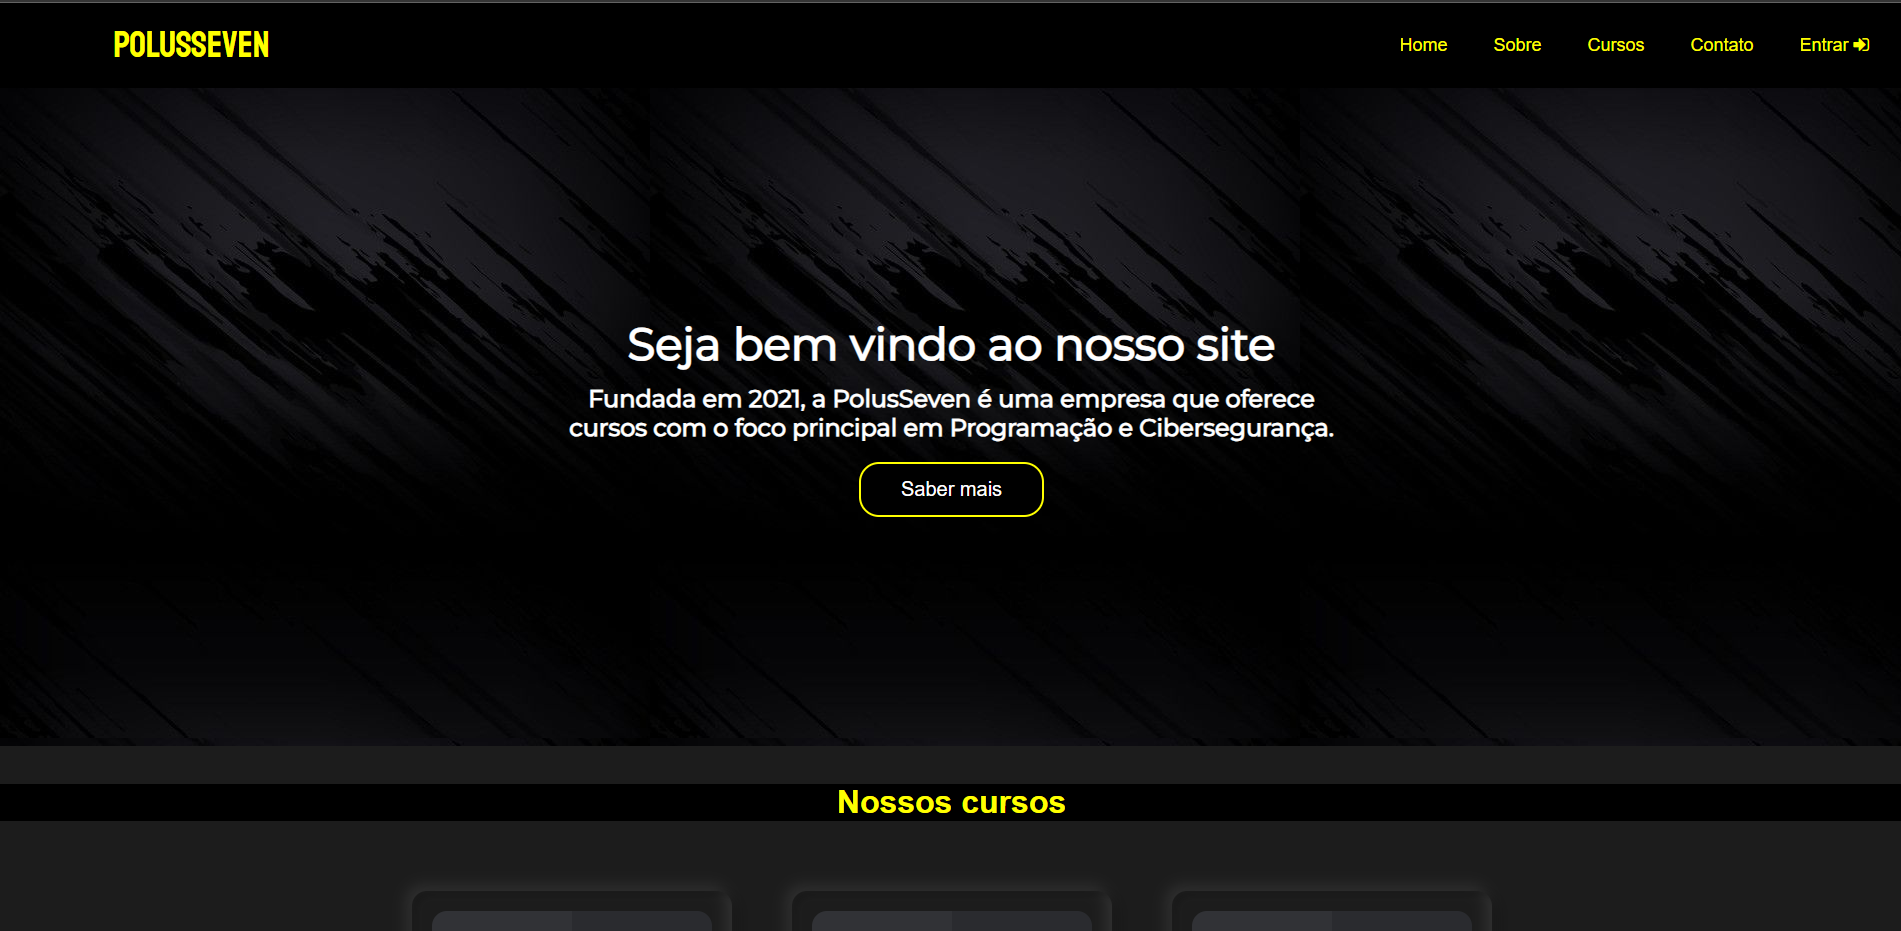 POLUSSEVEN
Home Sobre Cursos Contato Entrar
Seja bem vindo ao nosso site
Fundada em 2021, a PolusSeven é uma empresa que oferece
cursos com o foco principal em Programação e Cibersegurança.
Saber mais
Nossos cursos